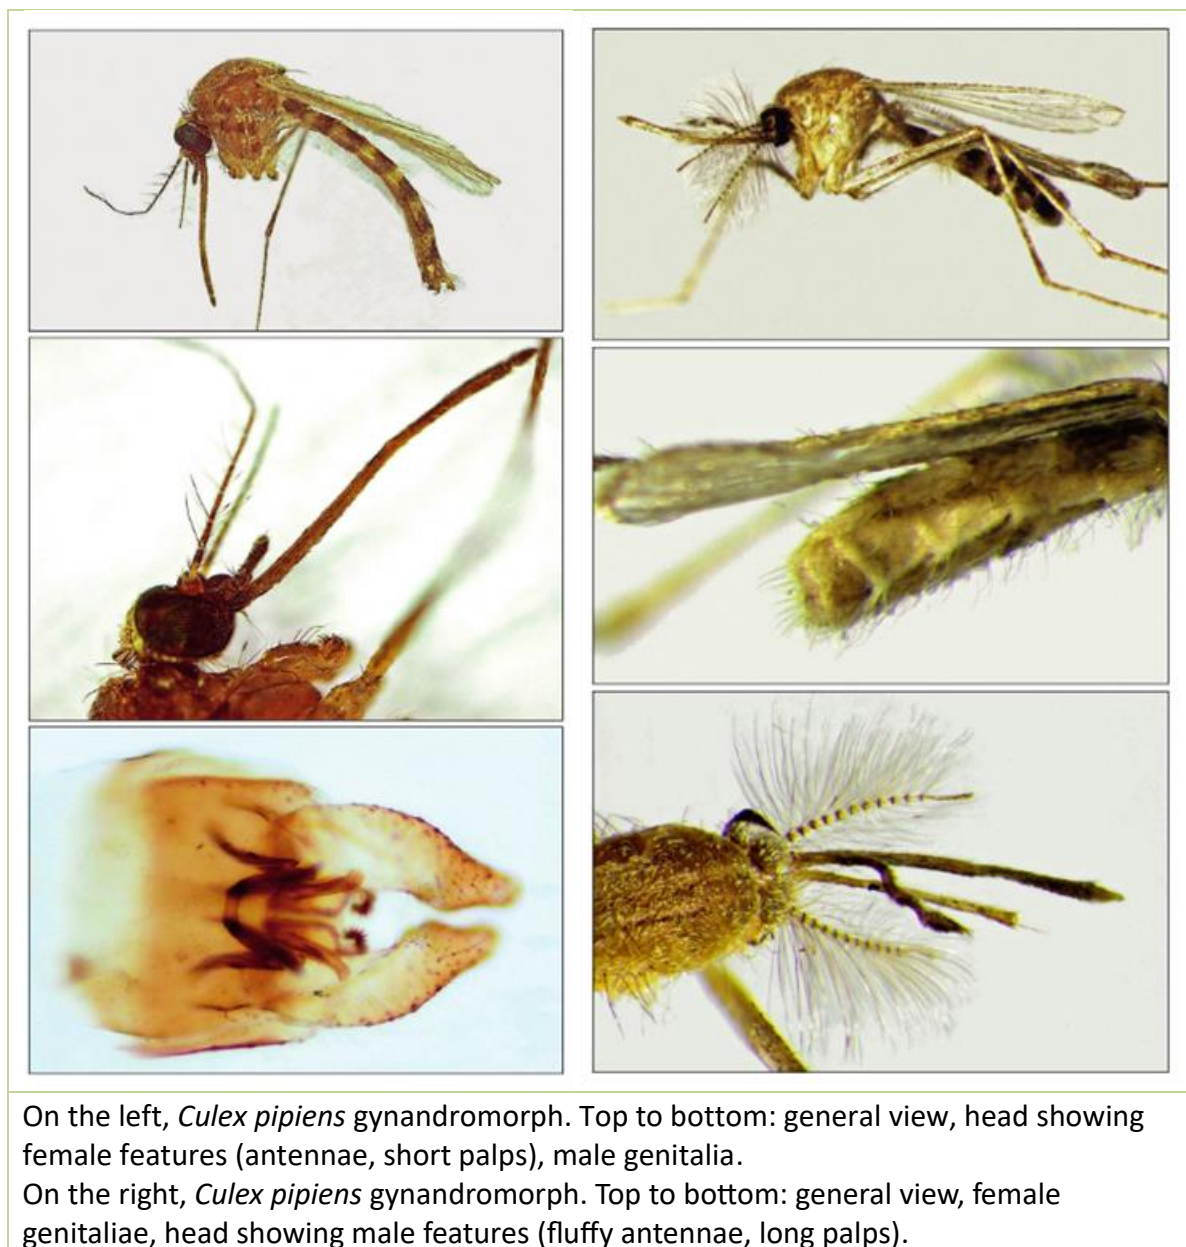 On the left, Culex pipiens gynandromorph. Top to bottom: general view, head showing
female features (antennae, short palps), male genitalia.
On the right, Culex pipiens gynandromorph. Top to bottom: general view, female
genitaliae, head showing male features (fluffy antennae, long palps).